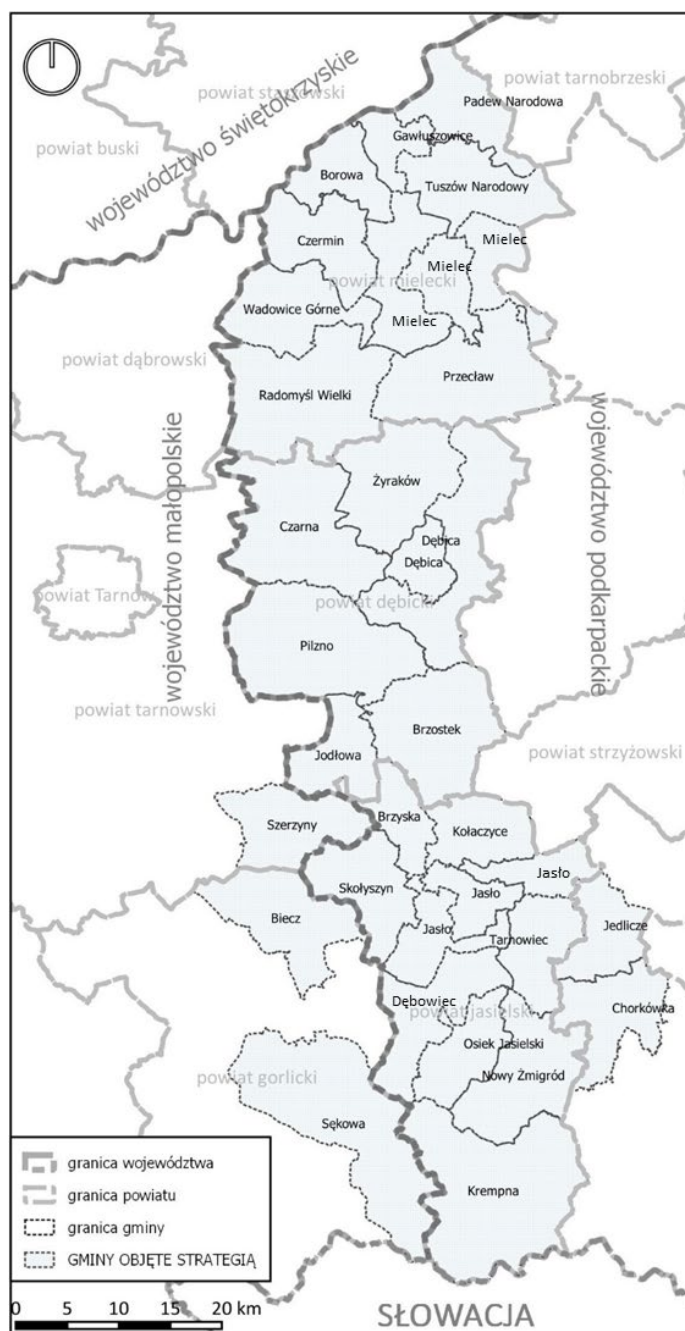 województwo świętokrzyskie
powiat staszowski
powiat tarnobrzeski
powiat buski
Padew Narodowa
Gawłuszowice
Borowa
Tuszów Narodowy
Czermin
Mielec
Mielec
powiat mielecki
Wadowice Górne
Mielec
powiat dąbrowski
Przecław
Radomyśl Wielki
województwo małopolskie
województwo podkarpackie
Żyraków
Czarna
Dębica
Dębica
powiat Tarnów
powiat dębicki
Pilzno
powiat tarnowski
Brzostek
powiat strzyżowski
Jodłowa
Szerzyny
Brzyska
Kołaczyce
Jasło
Skołyszyn
Jasło
Biecz
Jasło
Jedlicze
Tarnowiec
Dębowiec
Chorkówka
powiat jasielski
Osiek Jasielski
Nowy Żmigród
powiat gorlicki
Sękowa
Krempna
granica województwa
granica powiatu
granica gminy
GMINY OBJĘTE STRATEGIĄ
0 5 10 15 20 km
SŁOWACJA